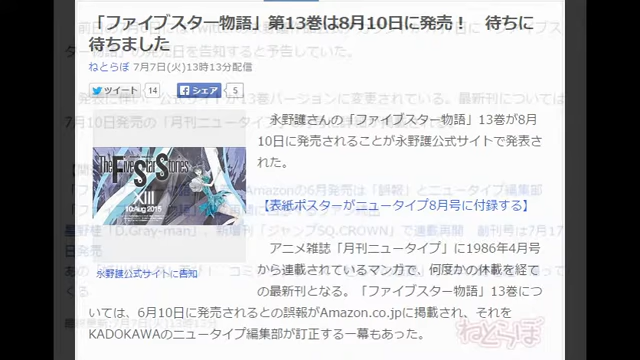 「ファイブスター物語」第13巻は8月10日に発売！　待ちに
待ちました
ねとらぼ 7月7日(火)13時13分配信
ツイート 14 シェア 5
永野護さんの「ファイブスター物語」13巻が8月
10日に発売されることが永野護公式サイトで発表さ
れた。
The Five Star Stories
XIII
10 Aug 2015
【表紙ポスターがニュータイプ8月号に付録する】
永野護公式サイトに告知
アニメ雑誌「月刊ニュータイプ」に1986年4月号
から連載されているマンガで、何度かの休載を経ての
最新刊となる。「ファイブスター物語」13巻につ
いては、6月10日に発売されるとの誤報がAmazon.co.jpに掲載され、それを
KADOKAWAのニュータイプ編集部が訂正する一幕もあった。
ねとらぼ